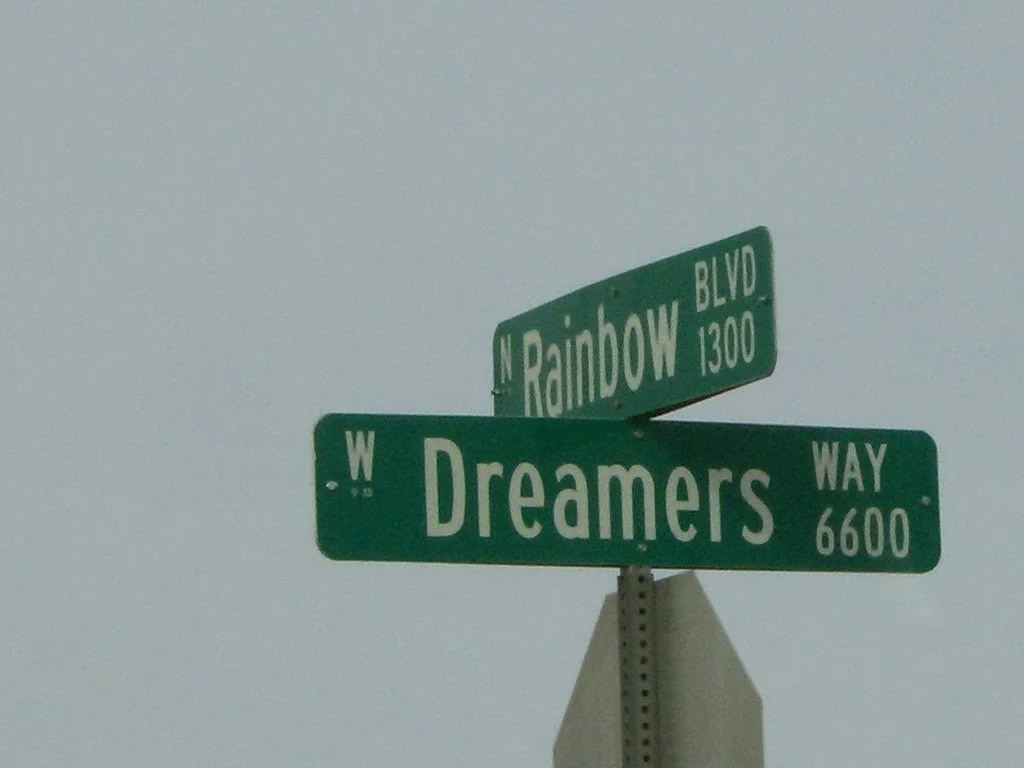 N Rainbow BLVD
1300
W Dreamers WAY
6600